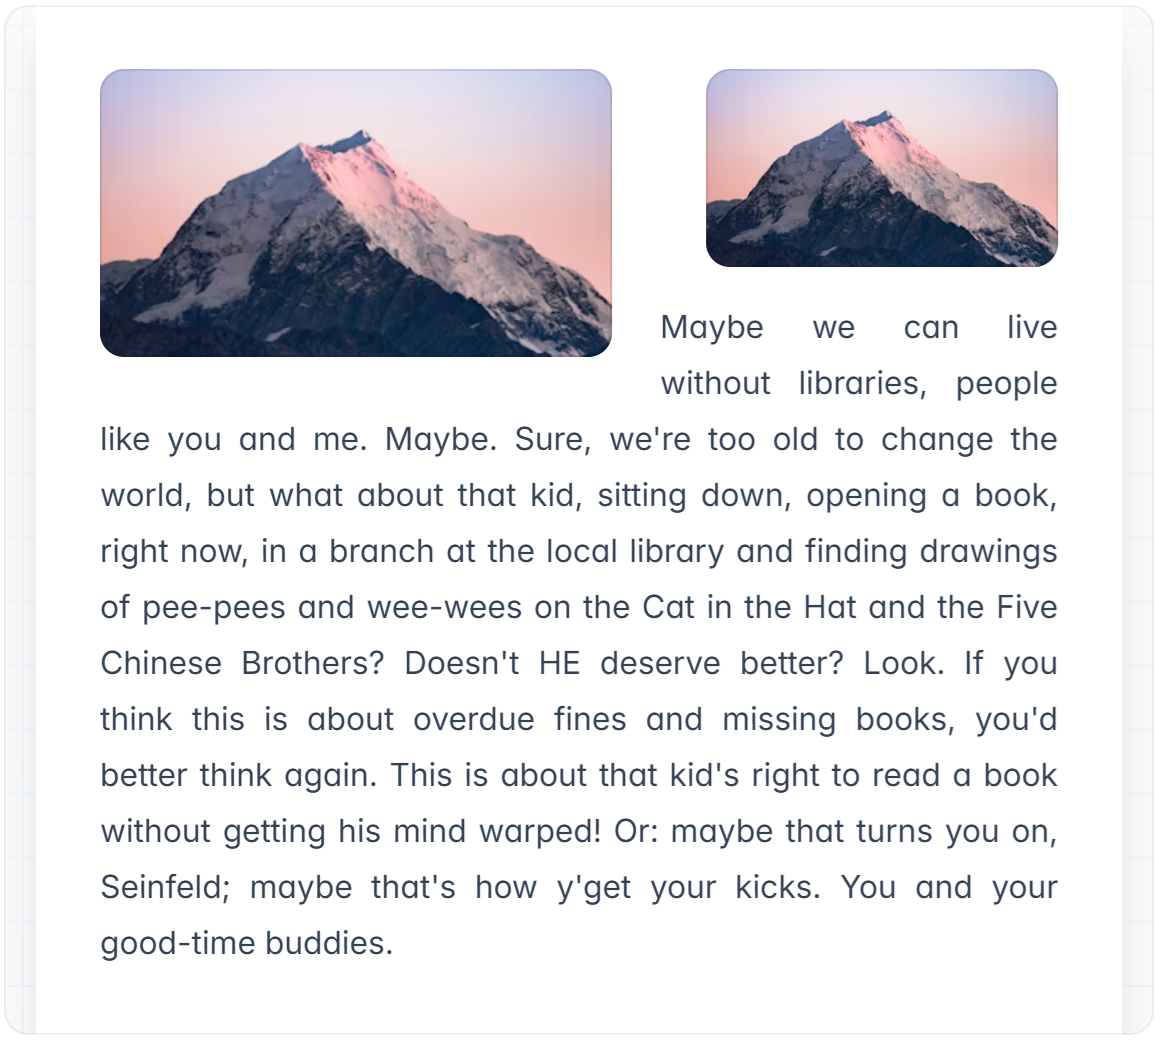 Maybe we can live
without libraries, people
like you and me. Maybe. Sure, we're too old to change the
world, but what about that kid, sitting down, opening a book,
right now, in a branch at the local library and finding drawings
of pee-pees and wee-wees on the Cat in the Hat and the Five
Chinese Brothers? Doesn't HE deserve better? Look. If you
think this is about overdue fines and missing books, you'd
better think again. This is about that kid's right to read a book
without getting his mind warped! Or: maybe that turns you on,
Seinfeld; maybe that's how y'get your kicks. You and your
good-time buddies.